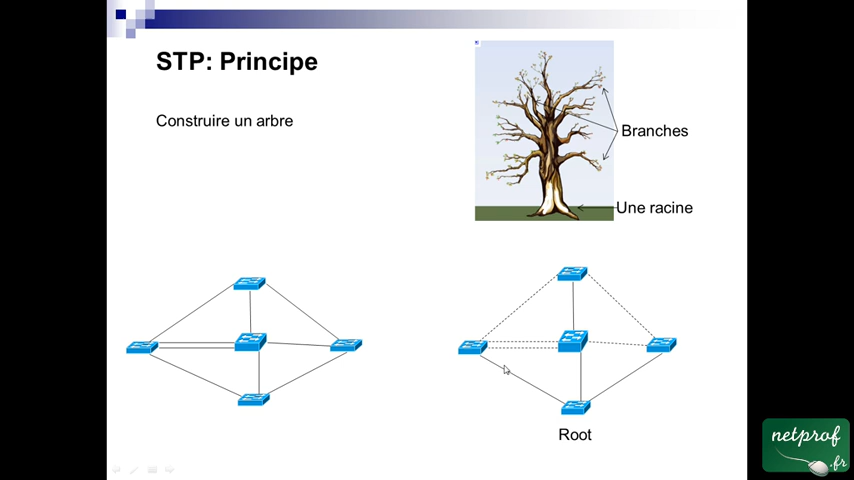 STP: Principe
Construire un arbre
Branches
Une racine
Root
netprof
.fr